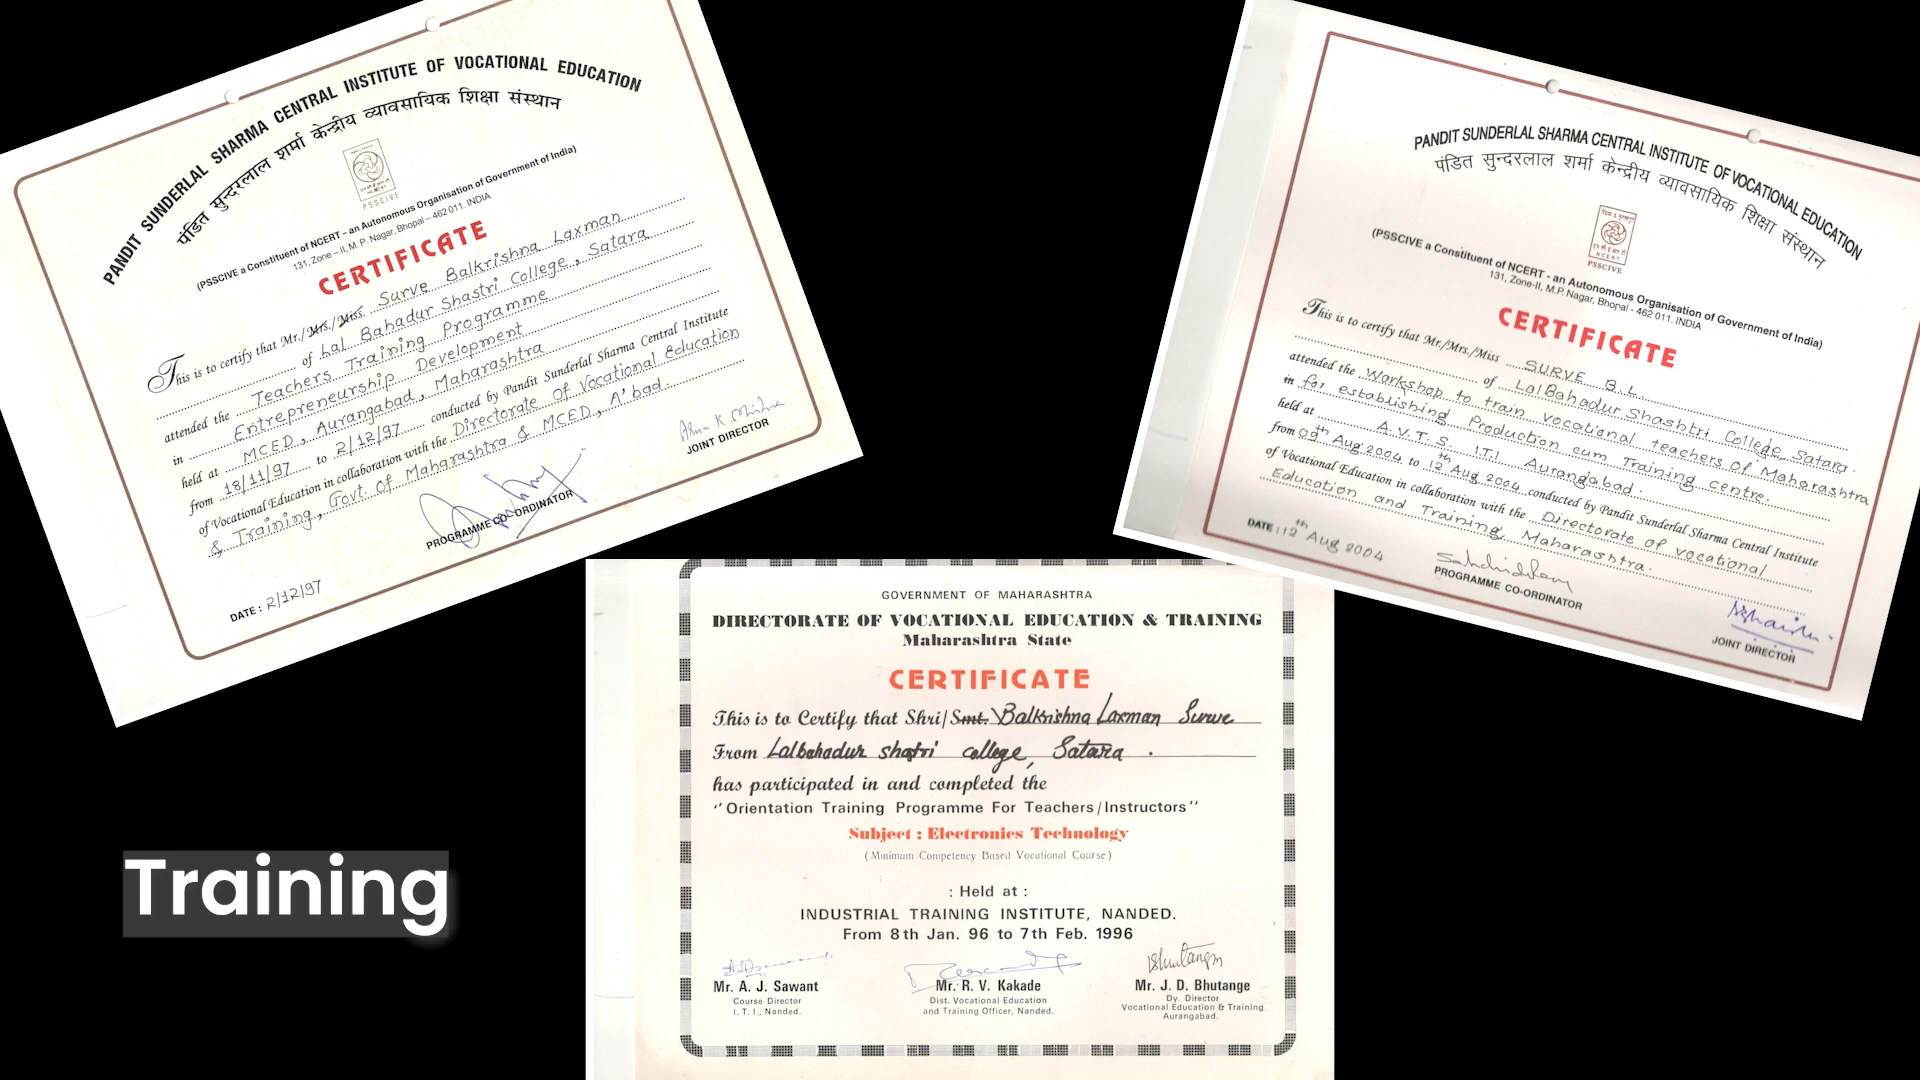 PANDIT SUNDERLAL SHARMA CENTRAL INSTITUTE OF VOCATIONAL EDUCATION
पंडित सुन्दरलाल शर्मा केन्द्रीय व्यावसायिक शिक्षा संस्थान
PSSCIVE
(PSSCIVE a Constituent of NCERT - an Autonomous Organisation of Government of India)
131, Zone - II, M.P. Nagar, Bhopal - 462 011. INDIA
CERTIFICATE
This is to certify that Mr./Mrs./Miss. Surve Balkrishna Laxman
of Lal Bahadur Shastri College, Satara
attended the Teachers Training Programme
in Entrepreneurship Development
held at MCED, Aurangabad, Maharashtra
from 18/11/97 to 2/12/97 conducted by Pandit Sunderlal Sharma Central Institute
of Vocational Education in collaboration with the Directorate of Vocational Education
& Training, Govt of Maharashtra & MCED, A'bad
PROGRAMME CO-ORDINATOR
JOINT DIRECTOR
DATE: 2/12/97
PANDIT SUNDERLAL SHARMA CENTRAL INSTITUTE OF VOCATIONAL EDUCATION
पंडित सुन्दरलाल शर्मा केन्द्रीय व्यावसायिक शिक्षा संस्थान
NCERT
PSSCIVE
(PSSCIVE a Constituent of NCERT - an Autonomous Organisation of Government of India)
131, Zone-II, M.P. Nagar, Bhopal - 462 011. INDIA
CERTIFICATE
This is to certify that Mr./Mrs./Miss SURVE B.L.
of Lal Bahadur Shashtri College, Satara.
attended the Workshop to train vocational teachers of Maharashtra
in for establishing Production cum Training centre.
held at A.V.T.S. I.T.I Aurangabad.
from 09th Aug 2004 to 12th Aug 2004 conducted by Pandit Sunderlal Sharma Central Institute
of Vocational Education in collaboration with the Directorate of vocational
Education and Training, Maharashtra.
DATE: 12th Aug 2004
PROGRAMME CO-ORDINATOR
JOINT DIRECTOR
GOVERNMENT OF MAHARASHTRA
DIRECTORATE OF VOCATIONAL EDUCATION & TRAINING
Maharashtra State
CERTIFICATE
This is to Certify that Shri/Smt. Balkrishna Laxman Surve
From Lalbahadur shastri college, Satara.
has participated in and completed the
''Orientation Training Programme For Teachers/Instructors''
Subject : Electronics Technology
(Minimum Competency Based Vocational Course)
: Held at :
INDUSTRIAL TRAINING INSTITUTE, NANDED.
From 8th Jan. 96 to 7th Feb. 1996
Mr. A. J. Sawant
Course Director
I. T. I., Nanded.
Mr. R. V. Kakade
Dist. Vocational Education
and Training Officer, Nanded.
Mr. J. D. Bhutange
Dy. Director
Vocational Education & Training
Aurangabad.
Training